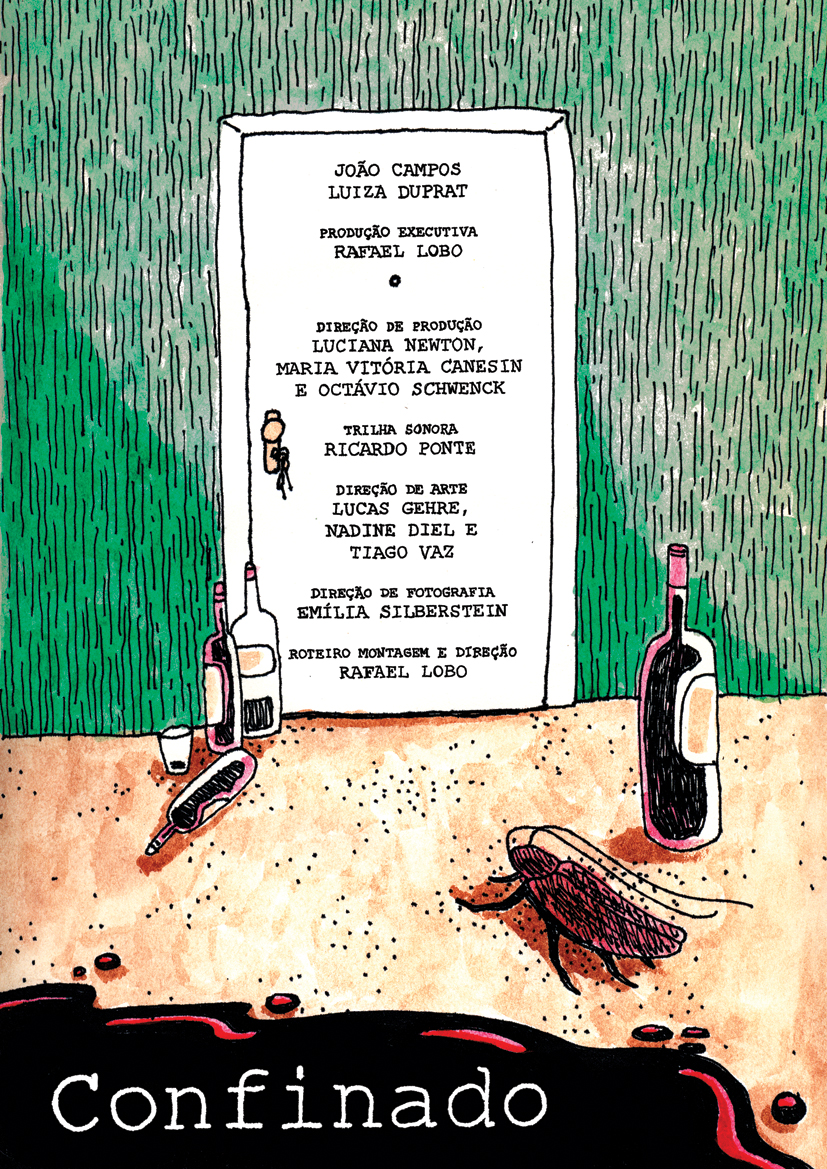 JOÃO CAMPOS
LUIZA DUPRAT
PRODUÇÃO EXECUTIVA
RAFAEL LOBO
DIREÇÃO DE PRODUÇÃO
LUCIANA NEWTON,
MARIA VITÓRIA CANESIN
E OCTÁVIO SCHWENCK
TRILHA SONORA
RICARDO PONTE
DIREÇÃO DE ARTE
LUCAS GEHRE,
NADINE DIEL E
TIAGO VAZ
DIREÇÃO DE FOTOGRAFIA
EMÍLIA SILBERSTEIN
ROTEIRO MONTAGEM E DIREÇÃO
RAFAEL LOBO
Confinado